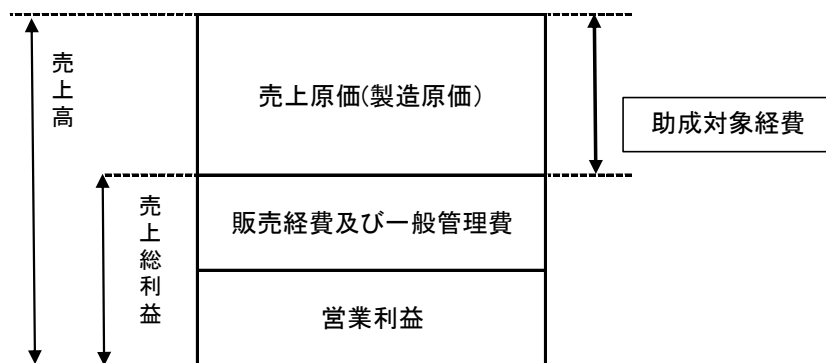 売上高
売上原価(製造原価)
助成対象経費
売上総利益
販売経費及び一般管理費
営業利益